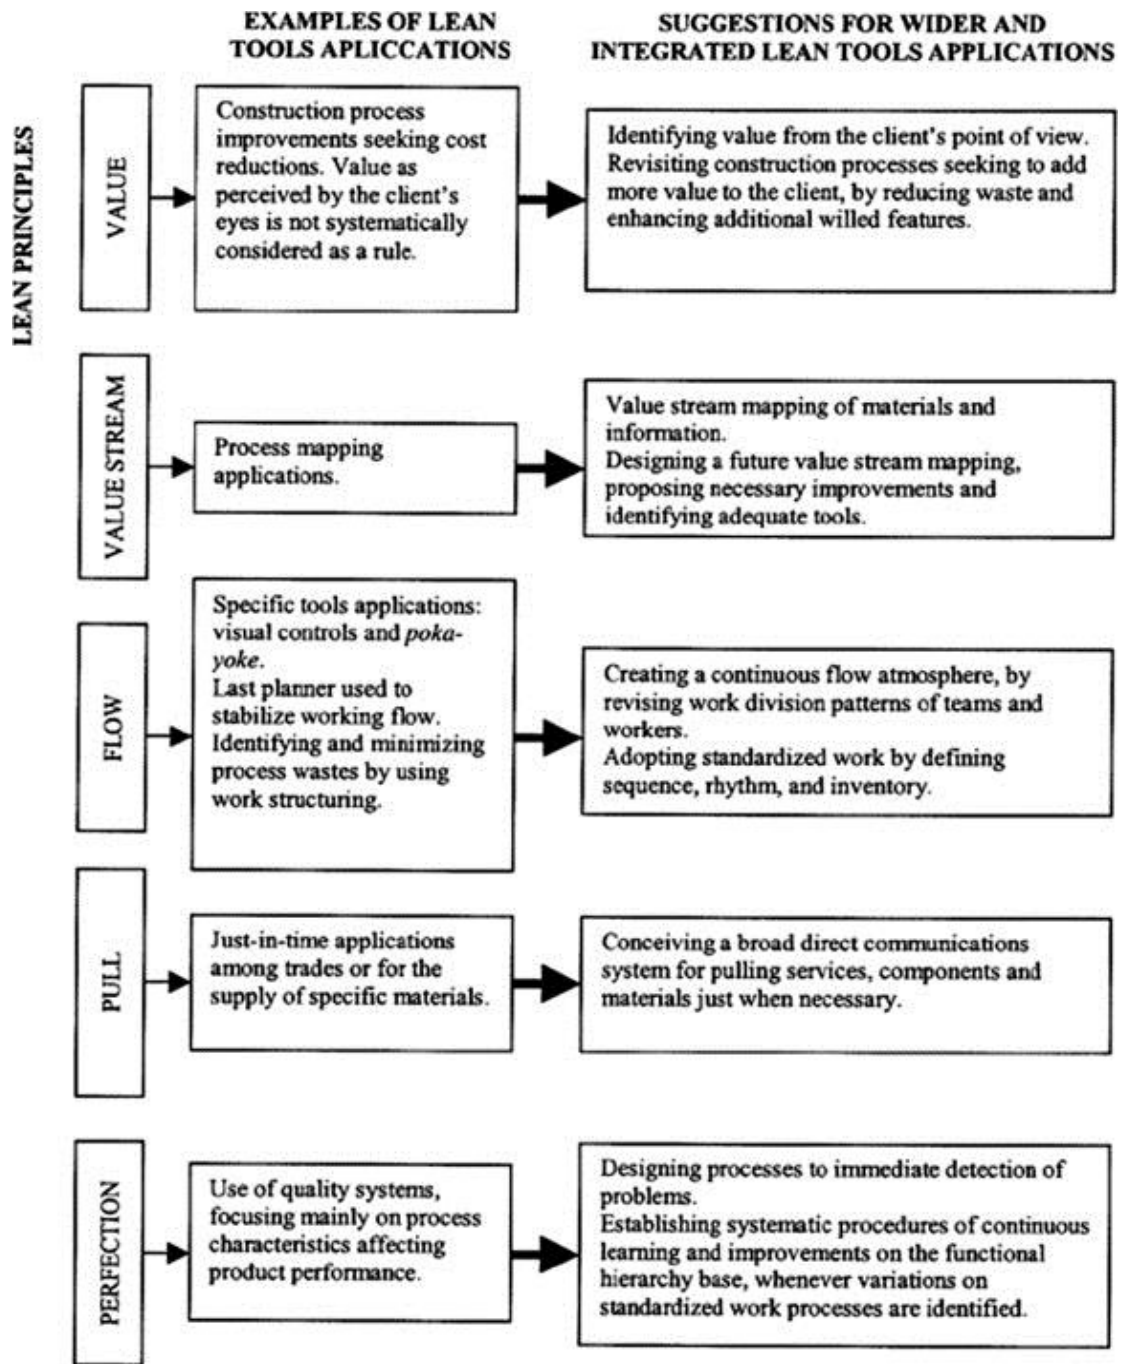 EXAMPLES OF LEAN
TOOLS APLICCATIONS
SUGGESTIONS FOR WIDER AND
INTEGRATED LEAN TOOLS APPLICATIONS
LEAN PRINCIPLES
VALUE
Construction process
improvements seeking cost
reductions. Value as
perceived by the client's
eyes is not systematically
considered as a rule.
Identifying value from the client's point of view.
Revisiting construction processes seeking to add
more value to the client, by reducing waste and
enhancing additional willed features.
VALUE STREAM
Process mapping
applications.
Value stream mapping of materials and
information.
Designing a future value stream mapping,
proposing necessary improvements and
identifying adequate tools.
FLOW
Specific tools applications:
visual controls and poka-
yoke.
Last planner used to
stabilize working flow.
Identifying and minimizing
process wastes by using
work structuring.
Creating a continuous flow atmosphere, by
revising work division patterns of teams and
workers.
Adopting standardized work by defining
sequence, rhythm, and inventory.
PULL
Just-in-time applications
among trades or for the
supply of specific materials.
Conceiving a broad direct communications
system for pulling services, components and
materials just when necessary.
PERFECTION
Use of quality systems,
focusing mainly on process
characteristics affecting
product performance.
Designing processes to immediate detection of
problems.
Establishing systematic procedures of continuous
learning and improvements on the functional
hierarchy base, whenever variations on
standardized work processes are identified.